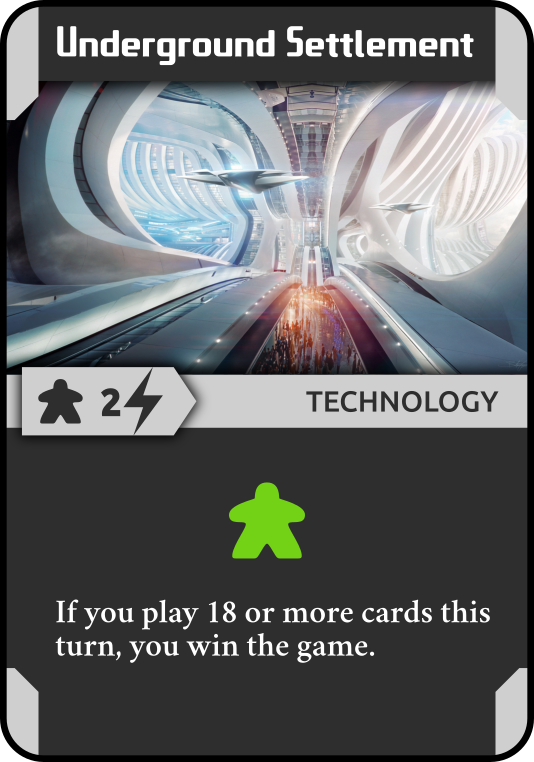 Underground Settlement
2
TECHNOLOGY
If you play 18 or more cards this
turn, you win the game.